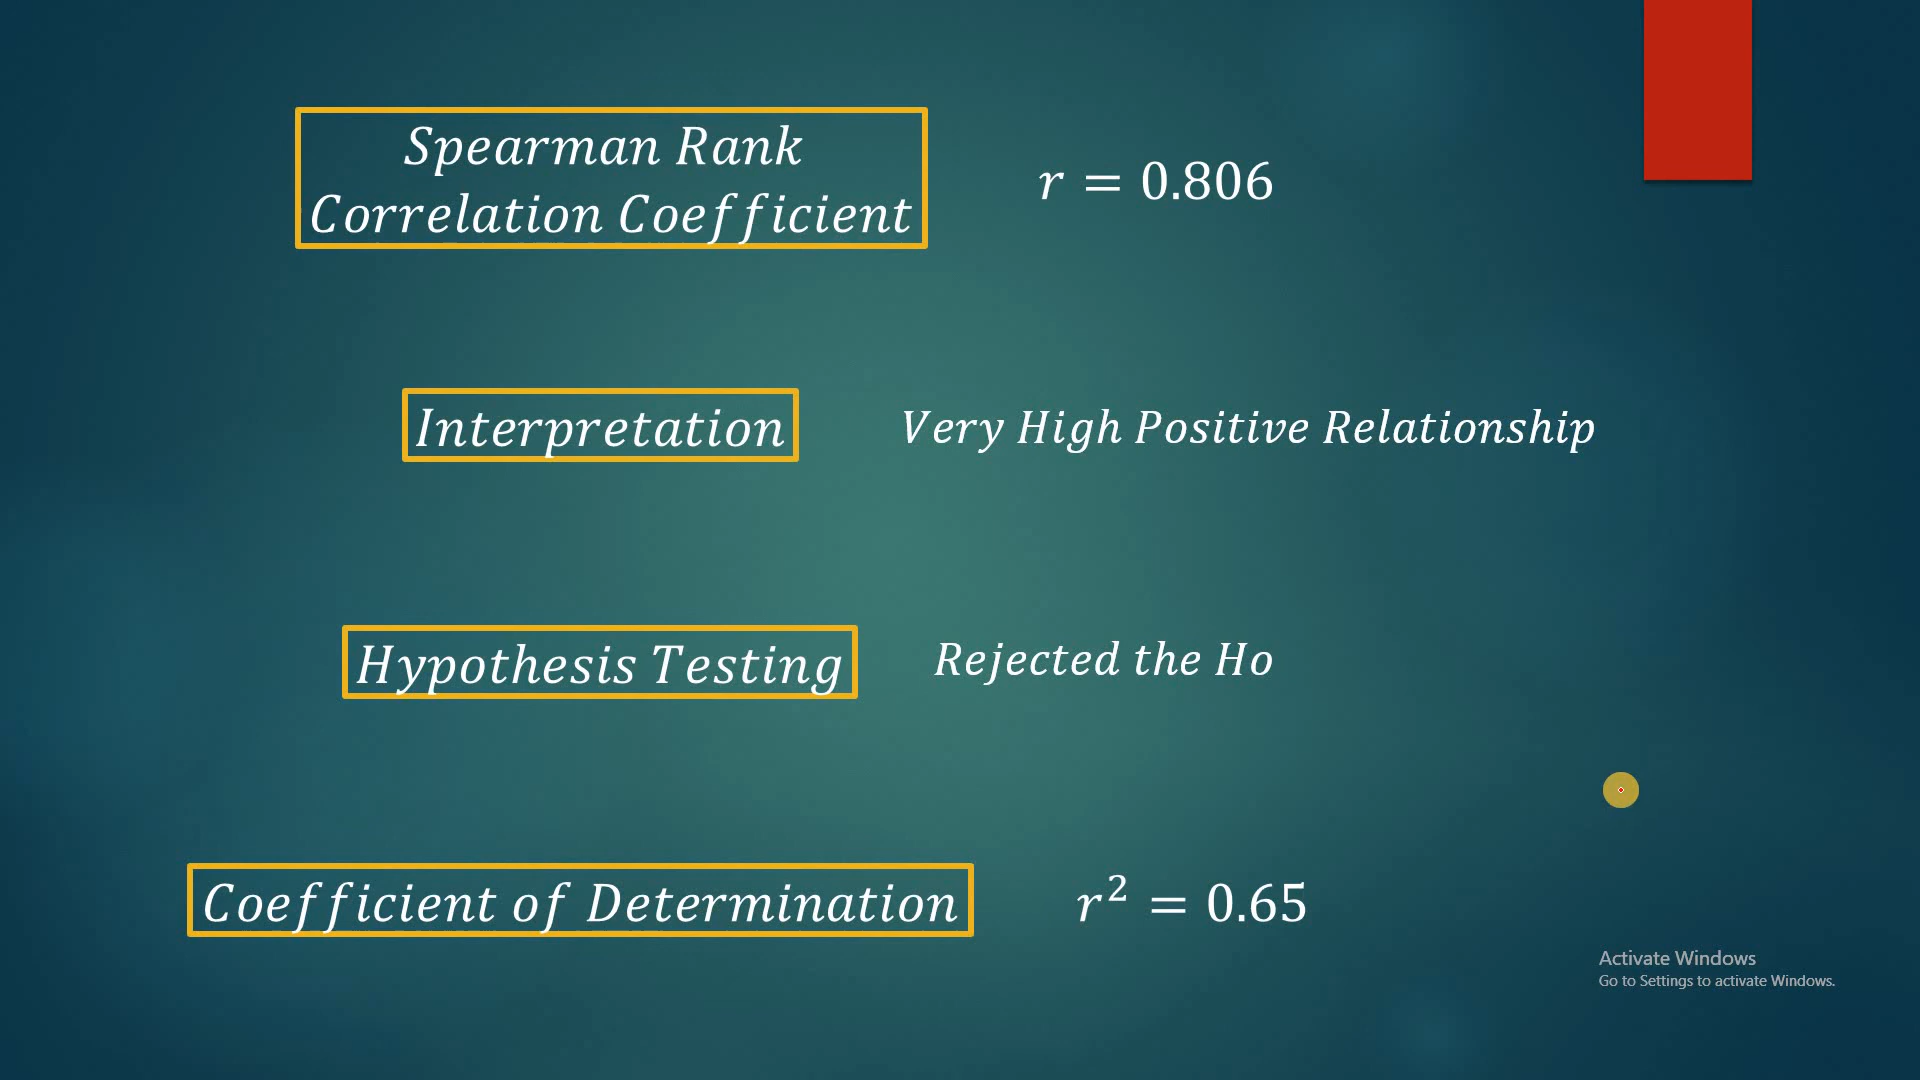 Spearman Rank
Correlation Coefficient
r = 0.806
Interpretation
Very High Positive Relationship
Hypothesis Testing
Rejected the Ho
Coefficient of Determination
r² = 0.65
Activate Windows
Go to Settings to activate Windows.